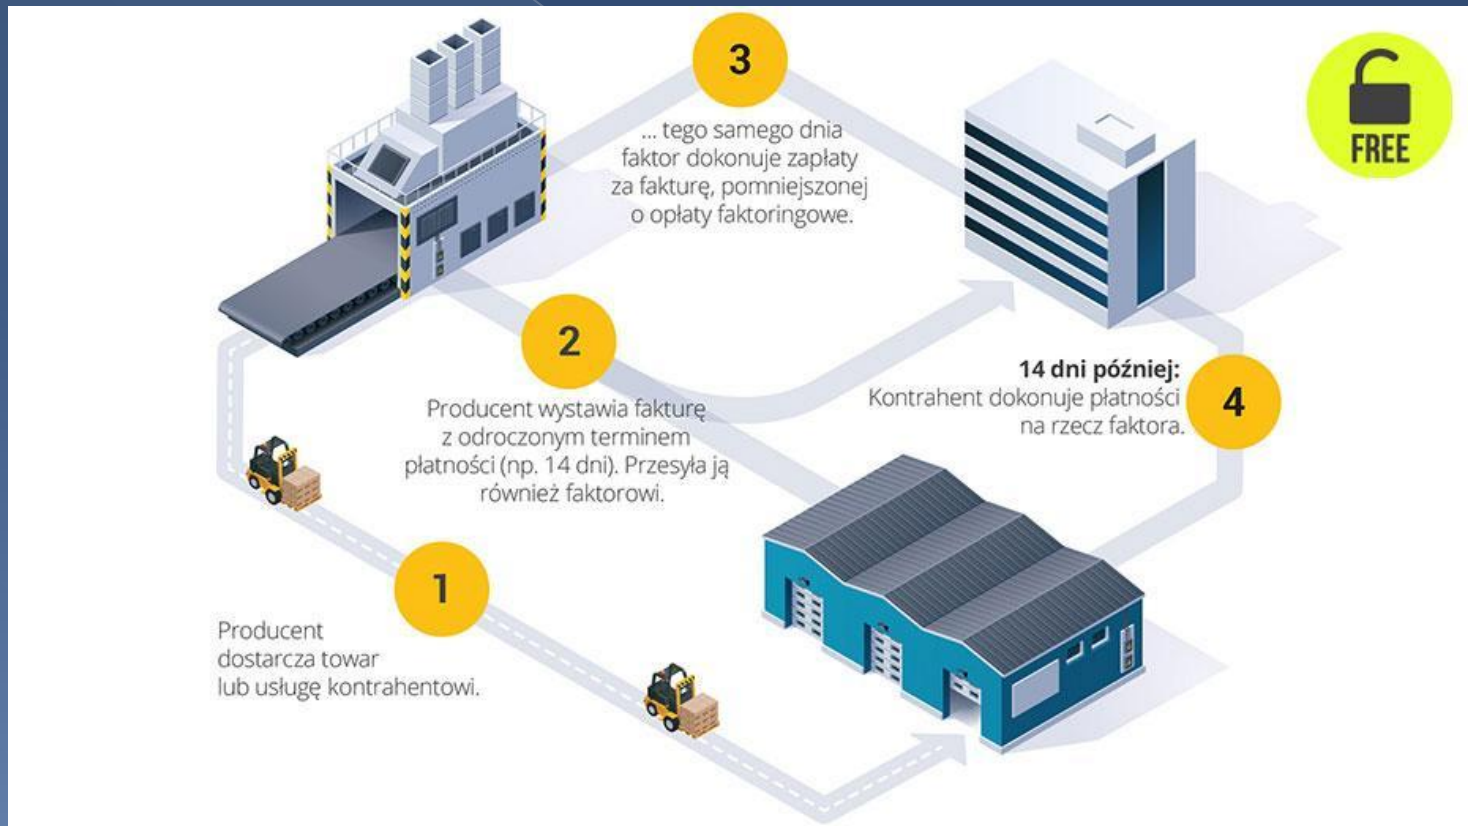 3
... tego samego dnia
faktor dokonuje zapłaty
za fakturę, pomniejszonej
o opłaty faktoringowe.
FREE
2
Producent wystawia fakturę
z odroczonym terminem
płatności (np. 14 dni). Przesyła ją
również faktorowi.
14 dni później:
Kontrahent dokonuje płatności
na rzecz faktora.
4
1
Producent
dostarcza towar
lub usługę kontrahentowi.